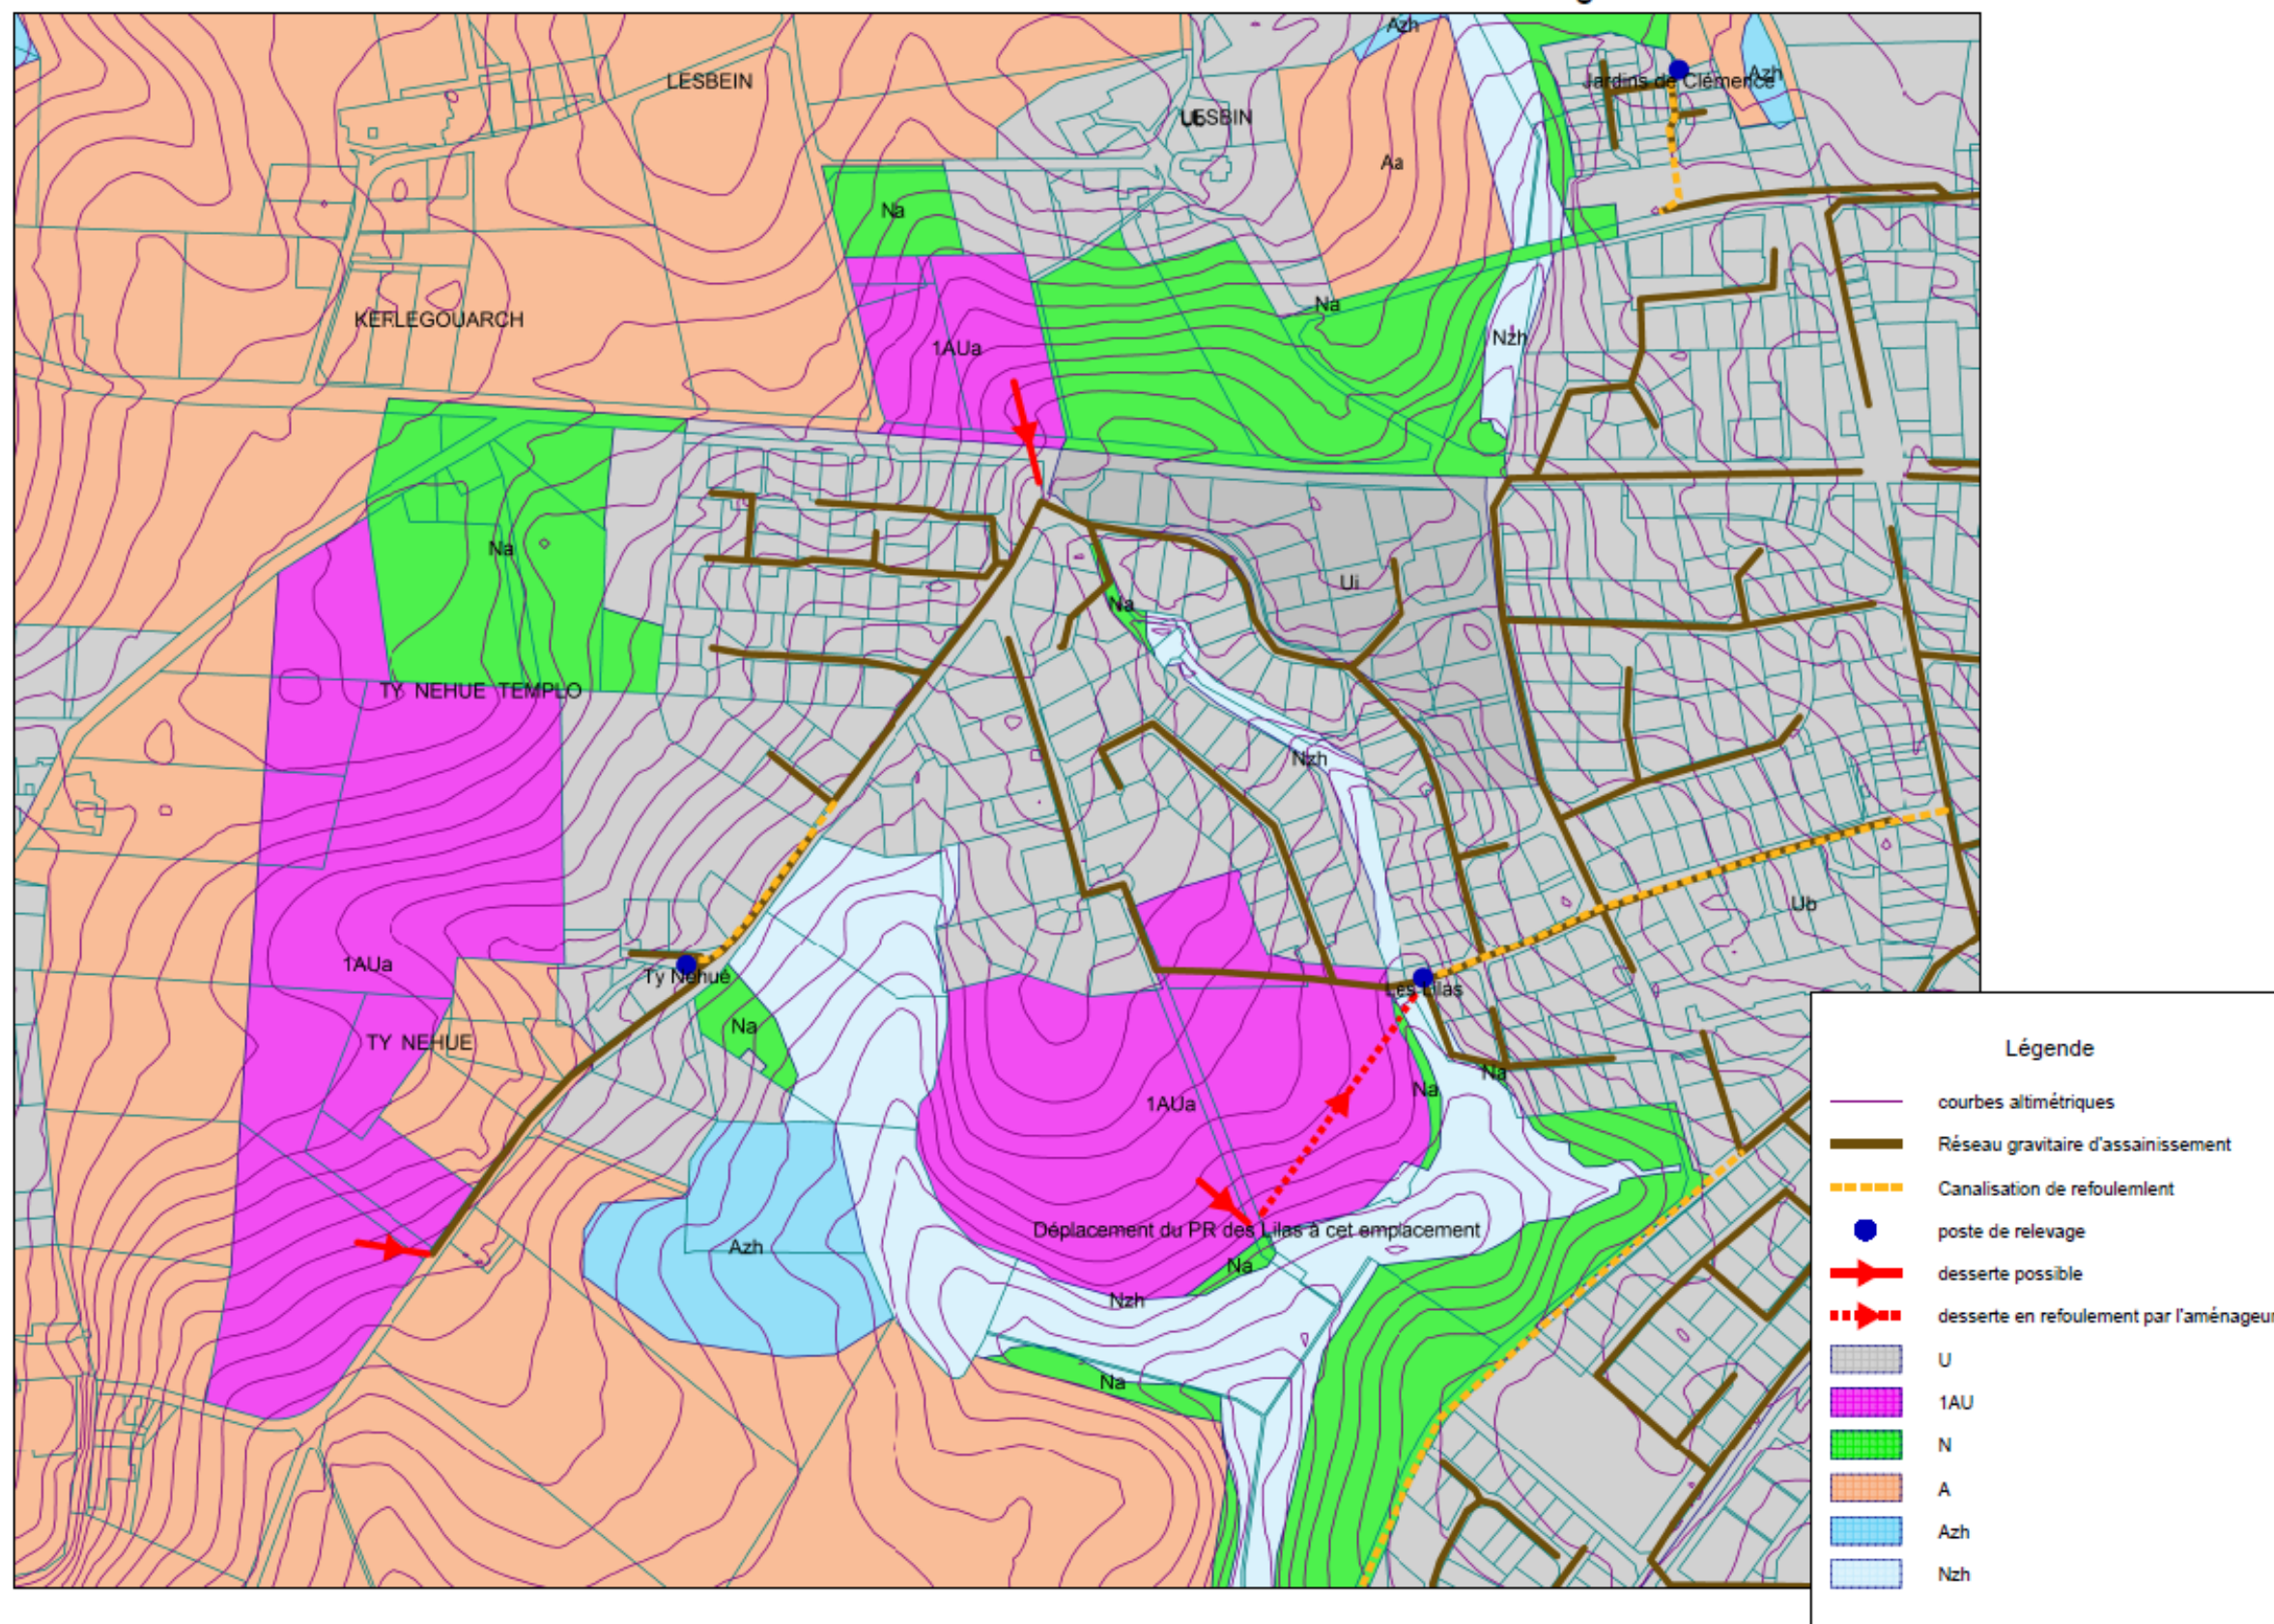 Azh
LESBEIN
Jardins de Clémence
Azh
LESBIN
Aa
Na
Na
KERLEGOUARCH
Nzh
1AUa
Na
Ui
Na
TY NEHUE TEMPLO
Nzh
Ub
1AUa
Ty Néhué
Les Lilas
Na
TY NEHUE
Na
Na
1AUa
Déplacement du PR des Lilas à cet emplacement
Azh
Na
Nzh
Na
Légende
courbes altimétriques
Réseau gravitaire d'assainissement
Canalisation de refoulemlent
poste de relevage
desserte possible
desserte en refoulement par l'aménageur
U
1AU
N
A
Azh
Nzh